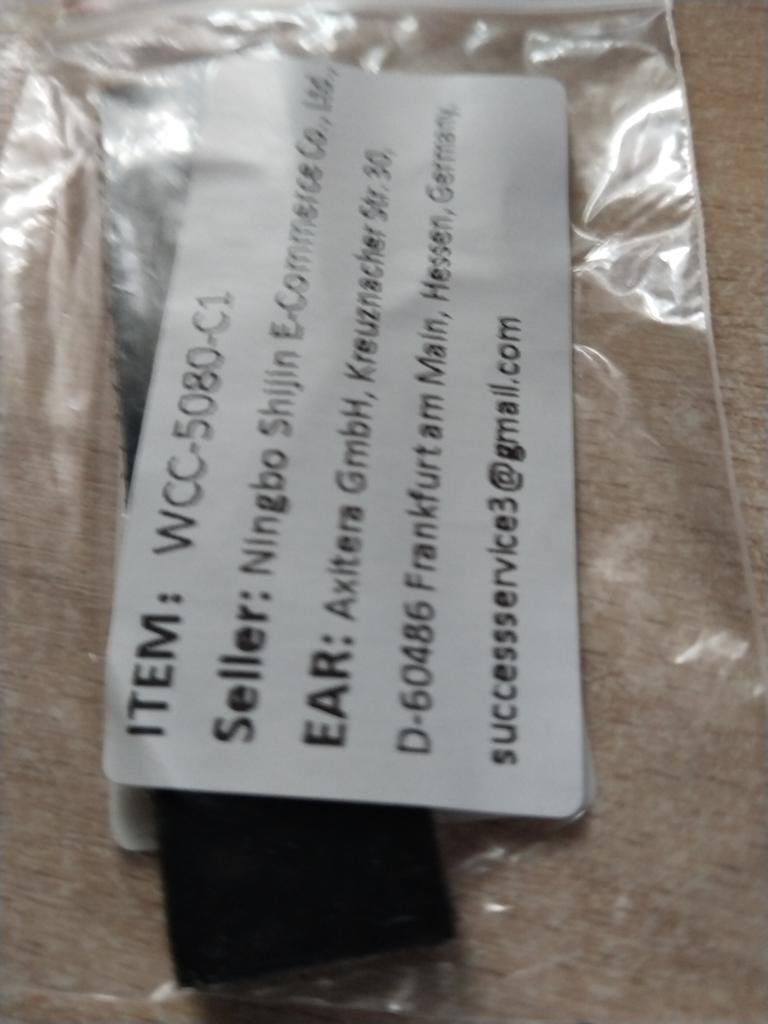 ITEM: WCC-5080-C1
Seller: Ningbo Shijin E-Commerce Co., Ltd.,
EAR: Axitera GmbH, Kreuznacher Str. 30,
D-60486 Frankfurt am Main, Hessen, Germany,
successservice3@gmail.com